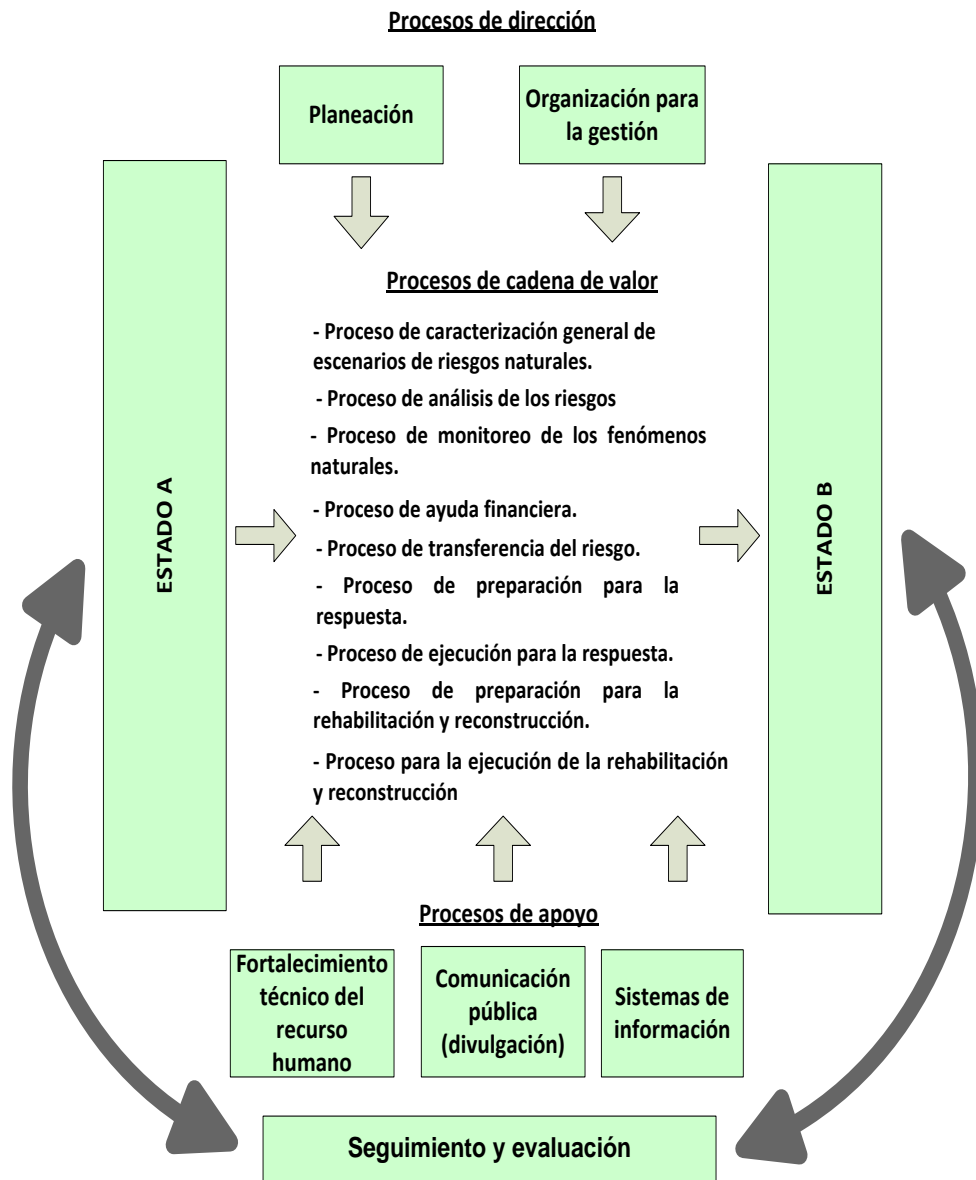 Procesos de dirección
Planeación
Organización para
la gestión
ESTADO A
Procesos de cadena de valor
- Proceso de caracterización general de
escenarios de riesgos naturales.
- Proceso de análisis de los riesgos
- Proceso de monitoreo de los fenómenos
naturales.
- Proceso de ayuda financiera.
- Proceso de transferencia del riesgo.
- Proceso de preparación para la
respuesta.
- Proceso de ejecución para la respuesta.
- Proceso de preparación para la
rehabilitación y reconstrucción.
- Proceso para la ejecución de la rehabilitación
y reconstrucción
ESTADO B
Procesos de apoyo
Fortalecimiento
técnico del
recurso
humano
Comunicación
pública
(divulgación)
Sistemas de
información
Seguimiento y evaluación